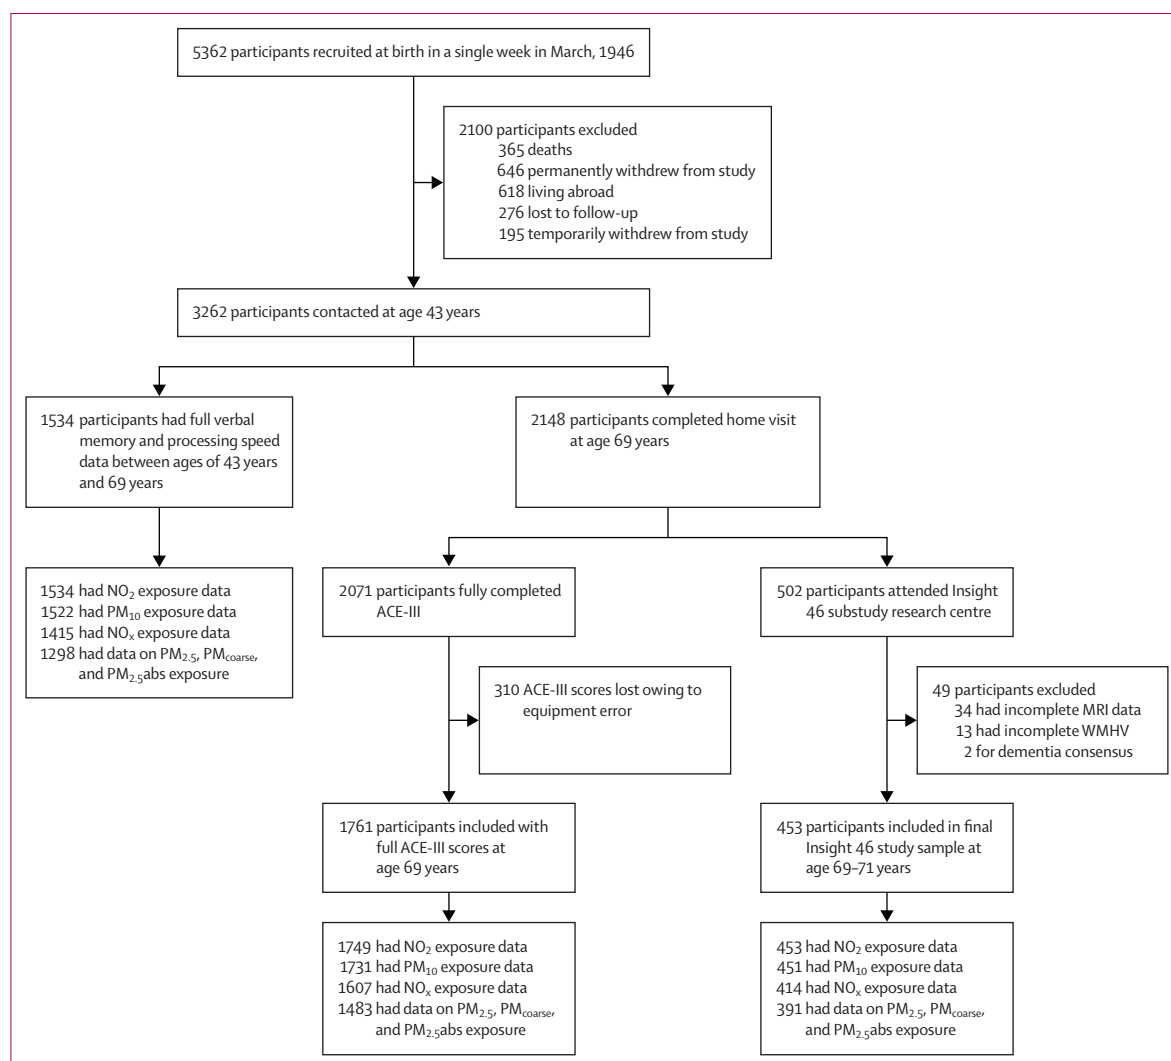 5362 participants recruited at birth in a single week in March, 1946
2100 participants excluded
365 deaths
646 permanently withdrew from study
618 living abroad
276 lost to follow-up
195 temporarily withdrew from study
3262 participants contacted at age 43 years
1534 participants had full verbal
memory and processing speed
data between ages of 43 years
and 69 years
2148 participants completed home visit
at age 69 years
1534 had NO₂ exposure data
1522 had PM₁₀ exposure data
1415 had NOₓ exposure data
1298 had data on PM₂.₅, PMcoarse,
and PM₂.₅abs exposure
2071 participants fully completed
ACE-III
502 participants attended Insight
46 substudy research centre
310 ACE-III scores lost owing to
equipment error
49 participants excluded
34 had incomplete MRI data
13 had incomplete WMHV
2 for dementia consensus
1761 participants included with
full ACE-III scores at
age 69 years
453 participants included in final
Insight 46 study sample at
age 69–71 years
1749 had NO₂ exposure data
1731 had PM₁₀ exposure data
1607 had NOₓ exposure data
1483 had data on PM₂.₅, PMcoarse,
and PM₂.₅abs exposure
453 had NO₂ exposure data
451 had PM₁₀ exposure data
414 had NOₓ exposure data
391 had data on PM₂.₅, PMcoarse,
and PM₂.₅abs exposure